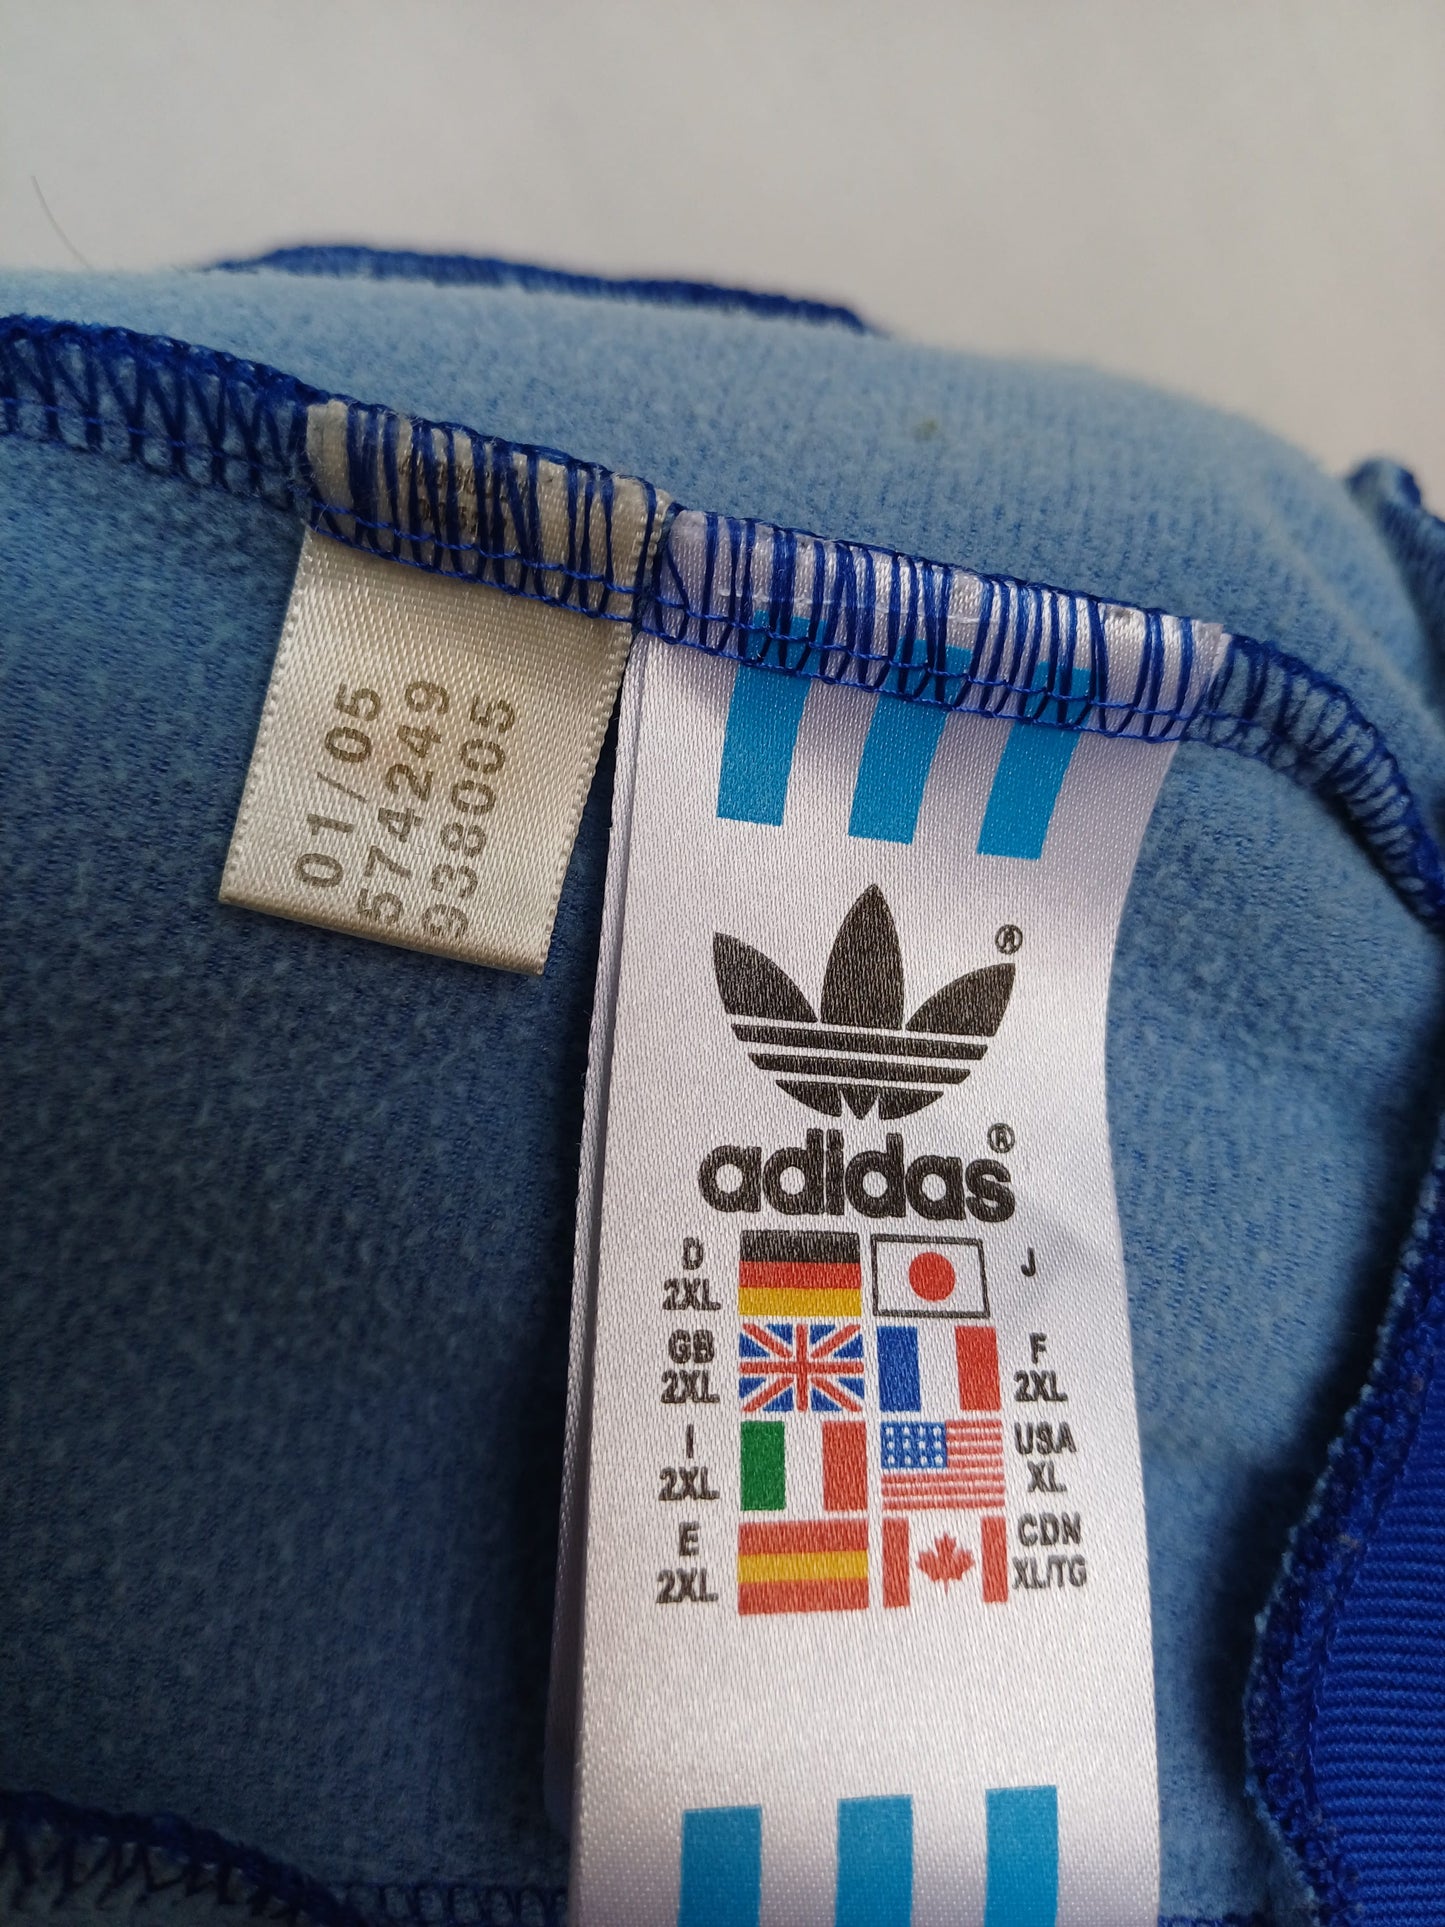 01/05
574249
938005
®
adidas®
D
2XL
J
GB
2XL
F
2XL
I
2XL
USA
XL
E
2XL
CDN
XL/TG